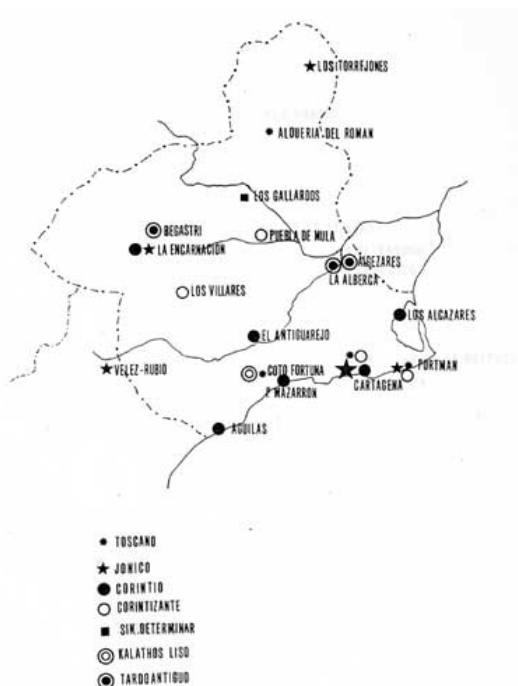 LOS TORREJONES
ALQUERIA DEL ROMAN
LOS GALLARDOS
BEGASTRI
PUEBLA DE MULA
LA ENCARNACIÓN
ALGEZARES
LA ALBERCA
LOS VILLARES
LOS ALCAZARES
EL ANTIGUAREJO
VELEZ-RUBIO
COTO FORTUNA
PORTMAN
CARTAGENA
Pº MAZARRON
AGUILAS
TOSCANO
JONICO
CORINTIO
CORINTIZANTE
SIN.DETERMINAR
KALATHOS LISO
TARDOANTIGUO